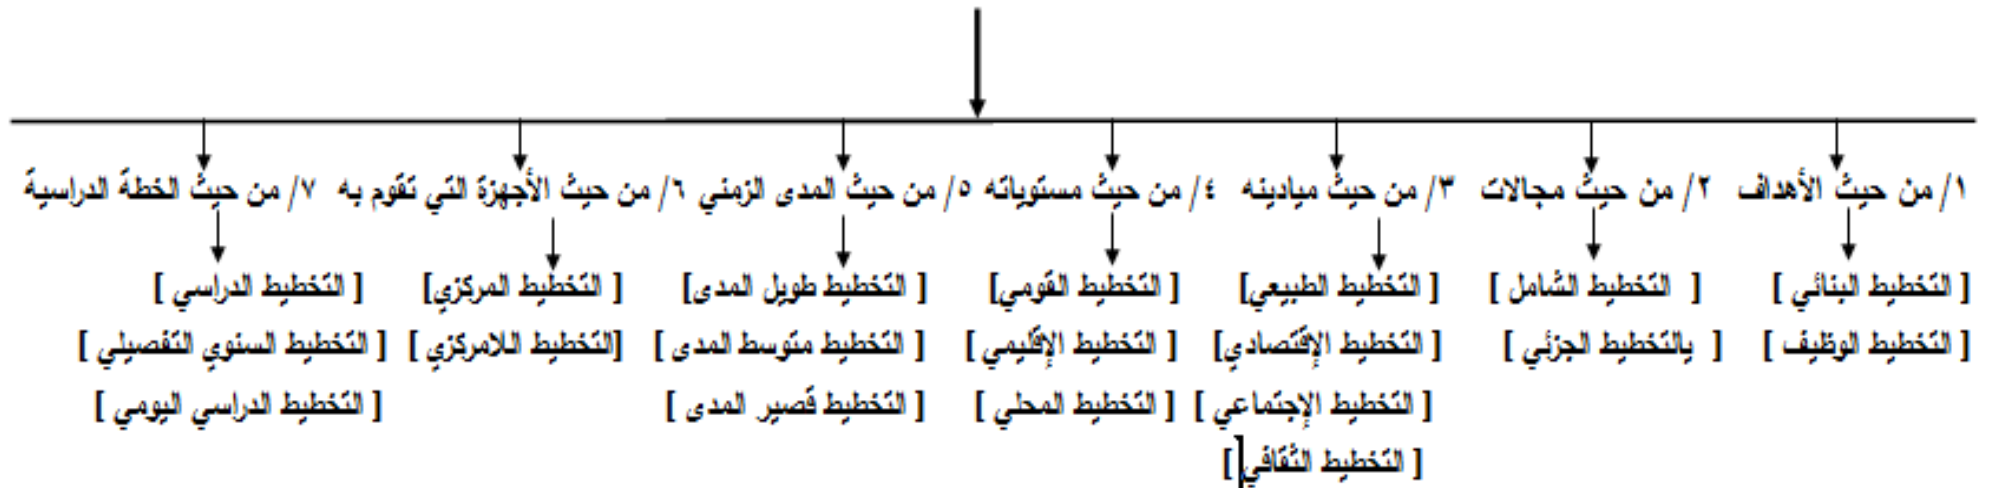 ١/ من حيث الأهداف ٢/ من حيث مجالات ٣/ من حيث ميادينه ٤/ من حيث مستوياته ٥/ من حيث المدى الزمني ٦/ من حيث الأجهزة التي تقوم به ٧/ من حيث الخطة الدراسية
[ التخطيط البنائي ] [ التخطيط الشامل ] [ التخطيط الطبيعي] [ التخطيط القومي] [ التخطيط طويل المدى] [ التخطيط المركزي] [ التخطيط الدراسي ]
[ التخطيط الوظيف ] [ بالتخطيط الجزئي ] [ التخطيط الإقتصادي] [ التخطيط الإقليمي ] [ التخطيط متوسط المدى ] [التخطيط اللامركزي ] [ التخطيط السنوي التفصيلي ]
[ التخطيط الإجتماعي ] [ التخطيط المحلي ] [ التخطيط قصير المدى ] [ التخطيط الدراسي اليومي ]
[ التخطيط الثقافي ]